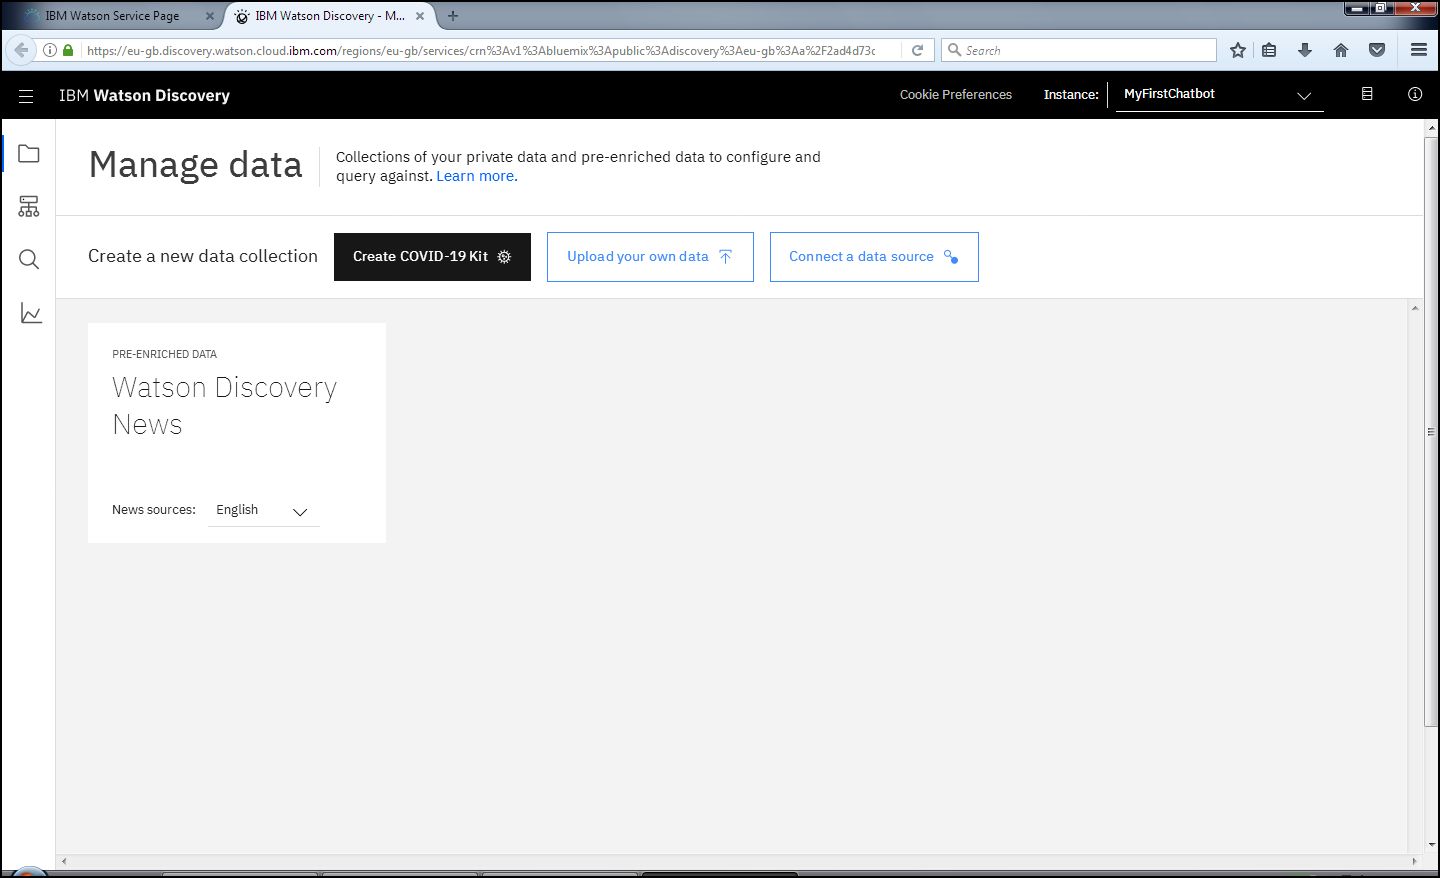 IBM Watson Service Page
IBM Watson Discovery - M...
https://eu-gb.discovery.watson.cloud.ibm.com/regions/eu-gb/services/crn%3Av1%3Abluemix%3Apublic%3Adiscovery%3Aeu-gb%3Aa%2F2ad4d73c
Search
IBM Watson Discovery
Cookie Preferences
Instance:
MyFirstChatbot
Manage data
Collections of your private data and pre-enriched data to configure and
query against. Learn more.
Create a new data collection
Create COVID-19 Kit
Upload your own data
Connect a data source
PRE-ENRICHED DATA
Watson Discovery
News
News sources:
English